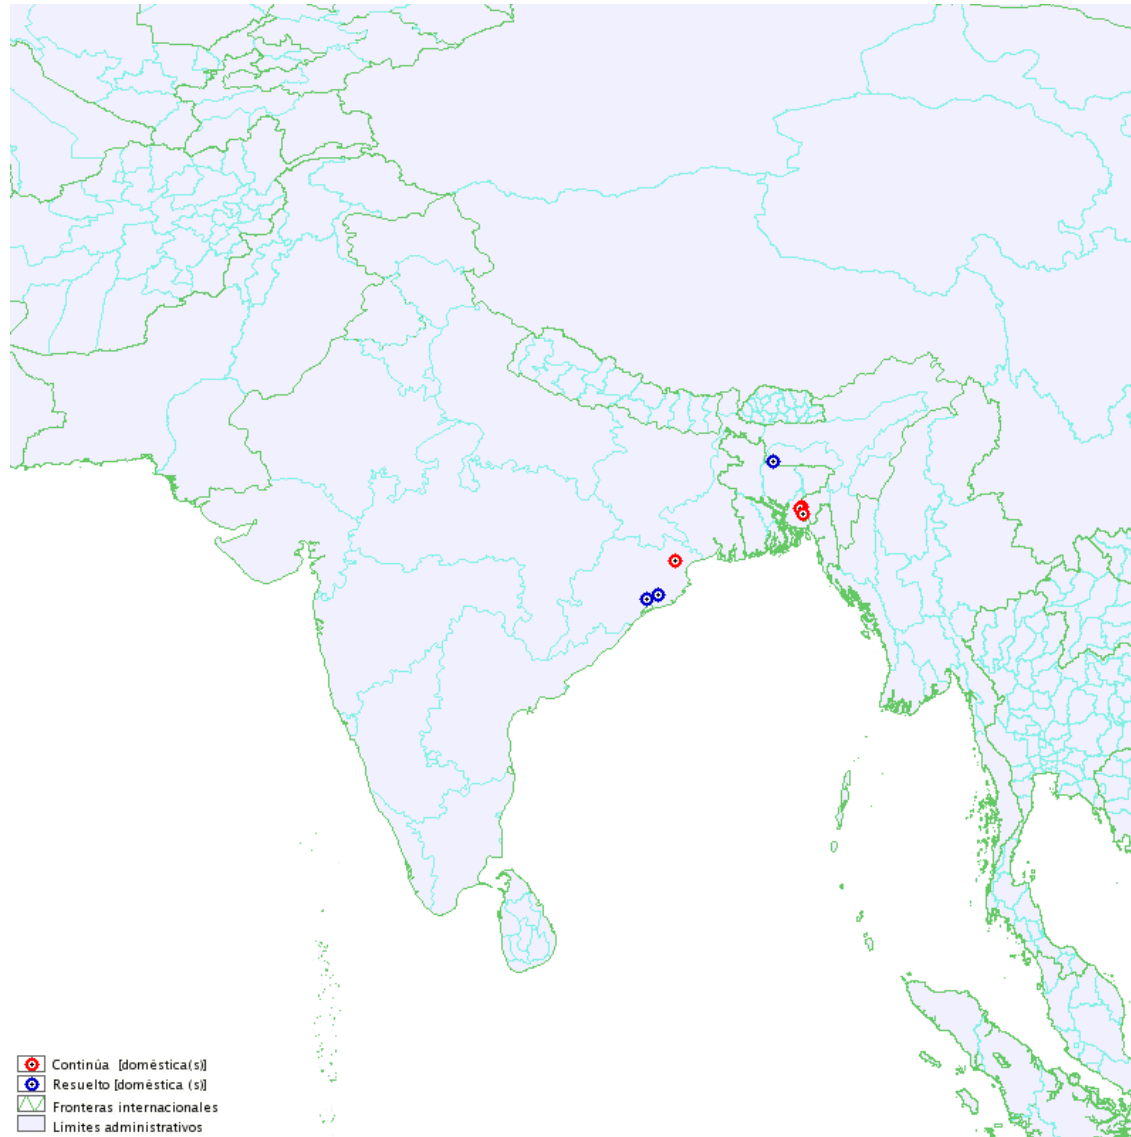 Continúa [doméstica(s)]
Resuelto [doméstica (s)]
Fronteras internacionales
Límites administrativos